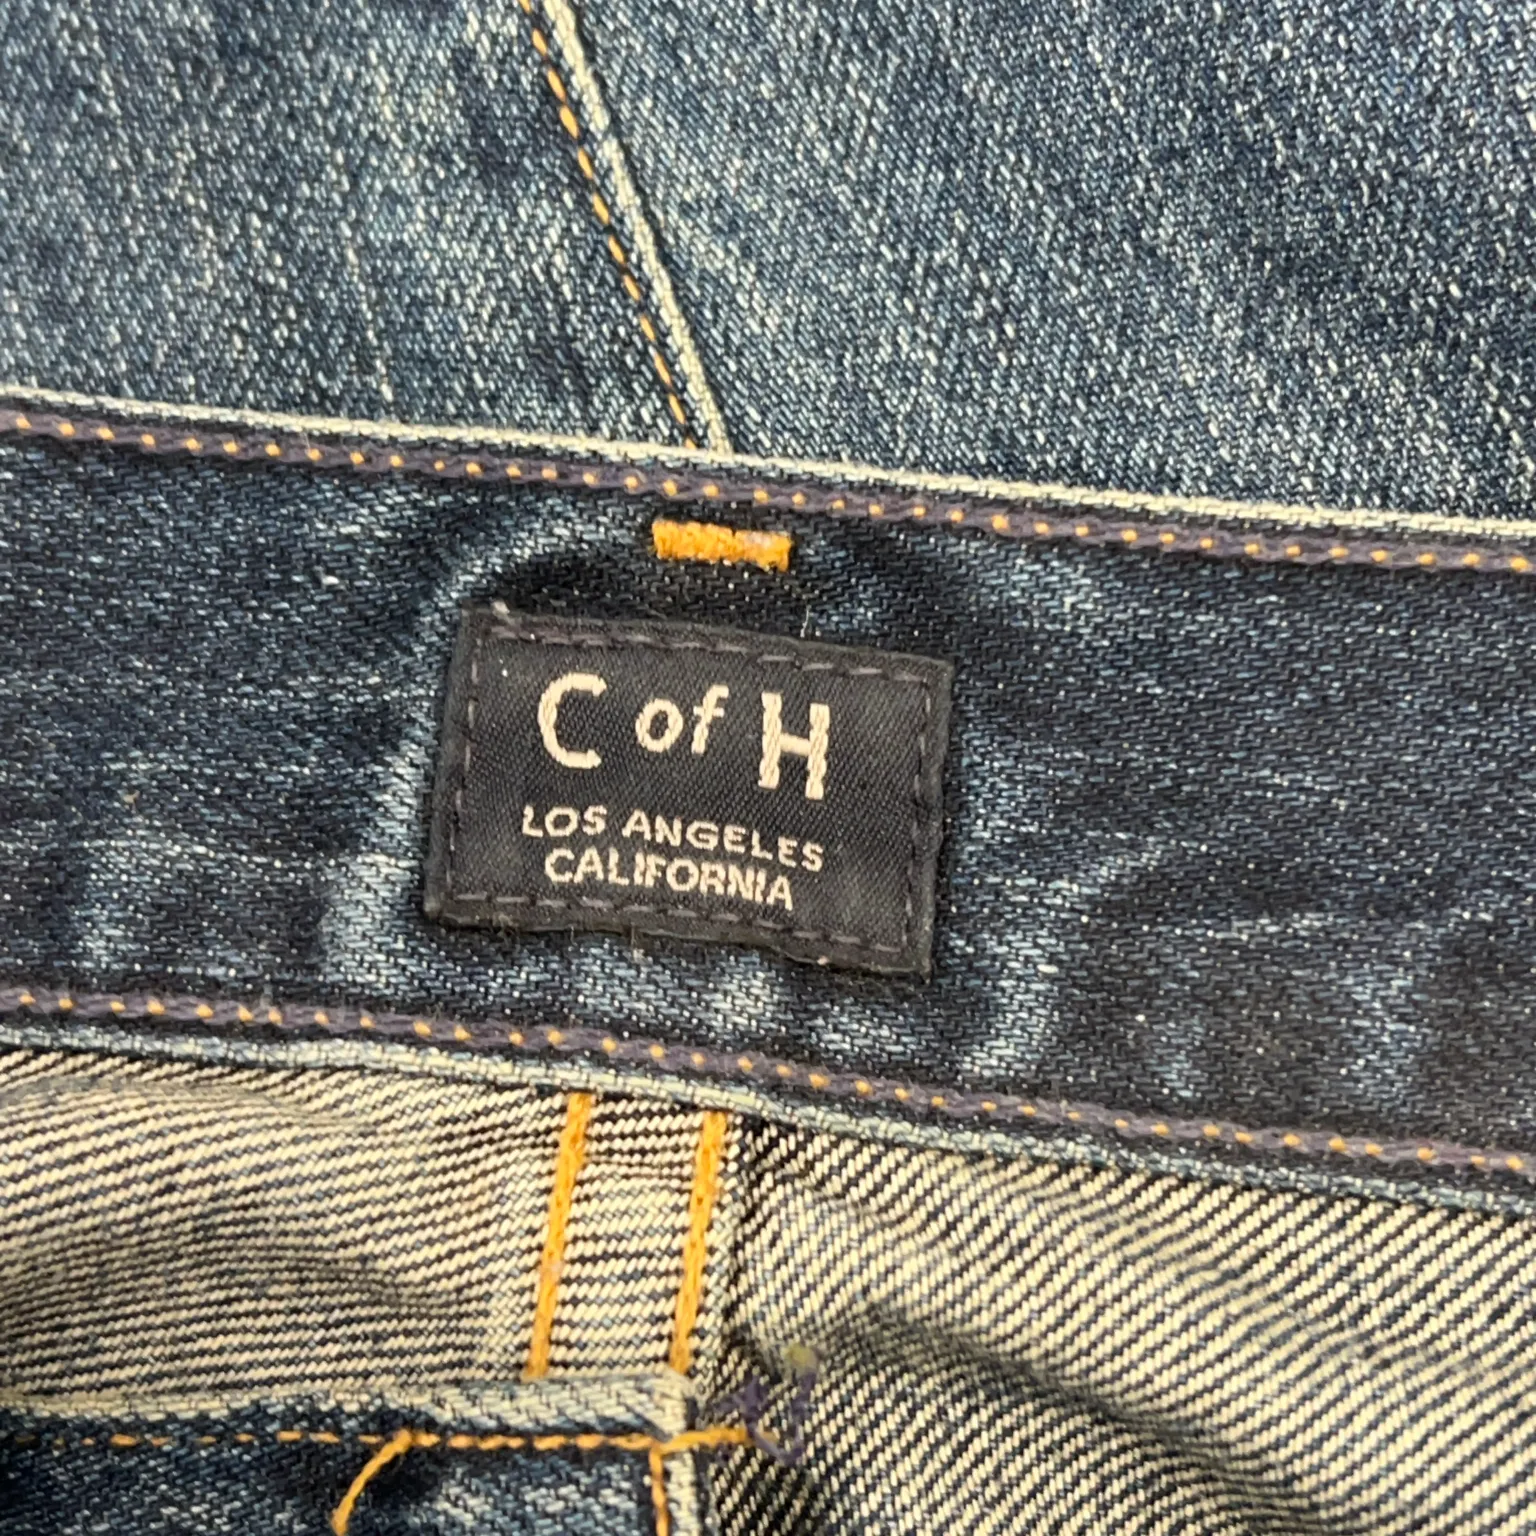 C of H
LOS ANGELES
CALIFORNIA